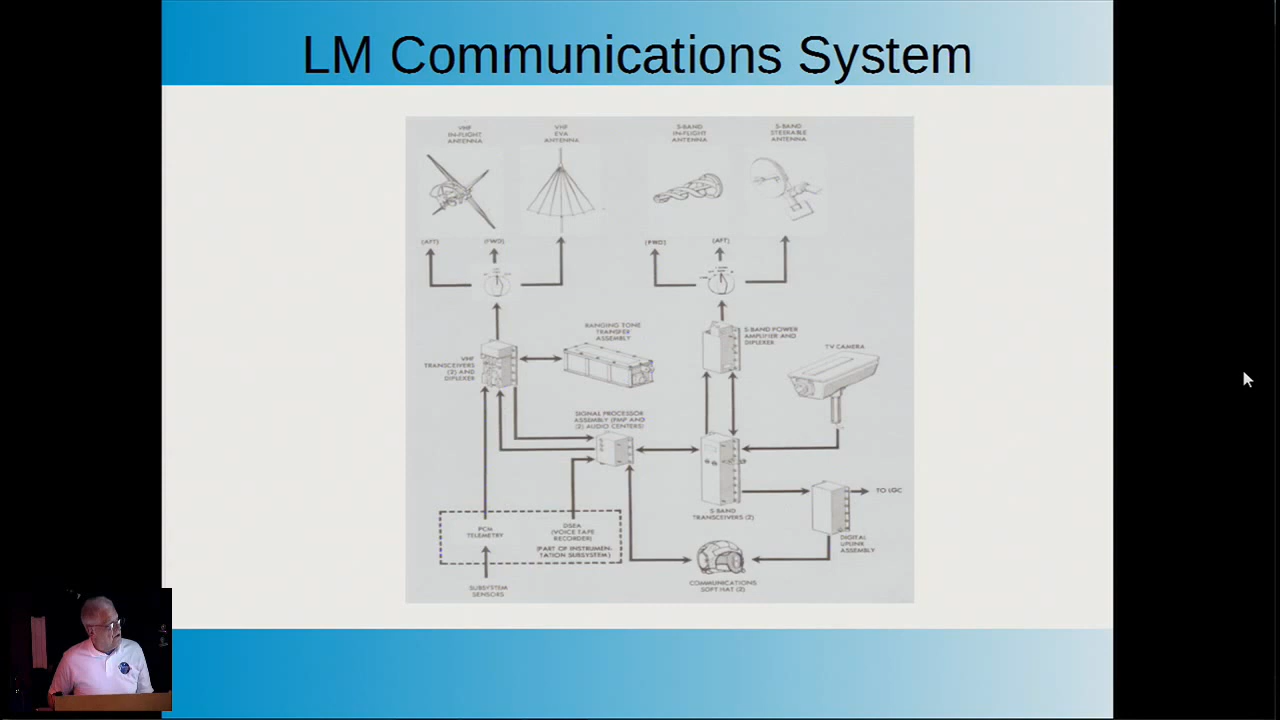 LM Communications System
VHF
IN-FLIGHT
ANTENNA
VHF
EVA
ANTENNA
S-BAND
IN-FLIGHT
ANTENNA
S-BAND
STEERABLE
ANTENNA
(AFT)
(FWD)
(FWD)
(AFT)
RANGING TONE
TRANSFER
ASSEMBLY
S-BAND POWER
AMPLIFIER AND
DIPLEXER
TV CAMERA
VHF
TRANSCEIVERS
(2) AND
DIPLEXER
SIGNAL PROCESSOR
ASSEMBLY (PMP AND
(2) AUDIO CENTERS)
TO LGC
S-BAND
TRANSCEIVERS (2)
PCM
TELEMETRY
DSEA
(VOICE TAPE
RECORDER)
(PART OF INSTRUMEN-
TATION SUBSYSTEM)
DIGITAL
UPLINK
ASSEMBLY
COMMUNICATIONS
SOFT HAT (2)
SUBSYSTEM
SENSORS